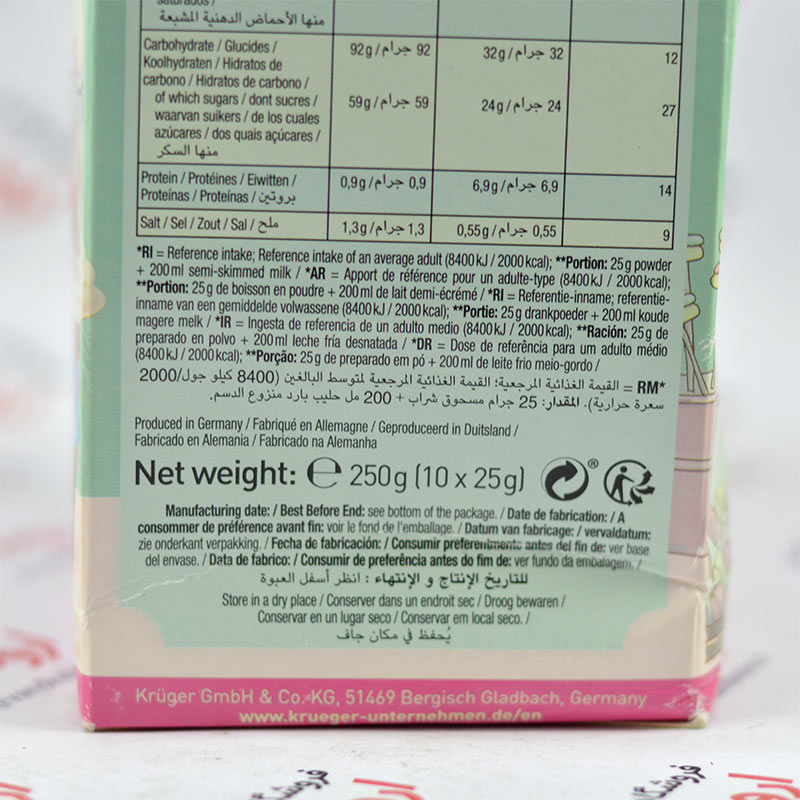 saturados /
منها الأحماض الدهنية المشبعة
Carbohydrate / Glucides /
Koolhydraten / Hidratos de
carbono / Hidratos de carbono /
92g/جرام 92
32g/جرام 32
12
of which sugars / dont sucres /
waarvan suikers / de los cuales
azúcares / dos quais açúcares /
منها السكر
59g/جرام 59
24g/جرام 24
27
Protein / Protéines / Eiwitten /
Proteínas / Proteínas / بروتين
0,9g/جرام 0,9
6,9g/جرام 6,9
14
Salt / Sel / Zout / Sal / ملح
1,3g/جرام 1,3
0,55g/جرام 0,55
9
*RI = Reference intake; Reference intake of an average adult (8400 kJ / 2000 kcal); **Portion: 25 g powder
+ 200 ml semi-skimmed milk / *AR = Apport de référence pour un adulte-type (8400 kJ / 2000 kcal);
**Portion: 25 g de boisson en poudre + 200 ml de lait demi-écrémé / *RI = Referentie-inname; referentie-
inname van een gemiddelde volwassene (8400 kJ / 2000 kcal); **Portie: 25 g drankpoeder + 200 ml koude
magere melk / *IR = Ingesta de referencia de un adulto medio (8400 kJ / 2000 kcal); **Ración: 25 g de
preparado en polvo + 200 ml leche fría desnatada / *DR = Dose de referência para um adulto médio
(8400 kJ / 2000 kcal); **Porção: 25 g de preparado em pó + 200 ml de leite frio meio-gordo /
*RM = القيمة الغذائية المرجعية؛ القيمة الغذائية المرجعية لمتوسط البالغين (8400 كيلو جول/2000
سعرة حرارية). المقدار: 25 جرام مسحوق شراب + 200 مل حليب بارد منزوع الدسم.
Produced in Germany / Fabriqué en Allemagne / Geproduceerd in Duitsland /
Fabricado en Alemania / Fabricado na Alemanha
Net weight: ℮ 250g (10 x 25g) ®
Manufacturing date: / Best Before End: see bottom of the package. / Date de fabrication: / A
consommer de préférence avant fin: voir le fond de l'emballage. / Datum van fabricage: / vervaldatum:
zie onderkant verpakking. / Fecha de fabricación: / Consumir preferentemente antes del fin de: ver base
del envase. / Data de fabrico: / Consumir de preferência antes do fim de: ver fundo da embalagem. /
للتاريخ الإنتاج و الإنتهاء : انظر أسفل العبوة
Store in a dry place / Conserver dans un endroit sec / Droog bewaren /
Conservar en un lugar seco / Conservar em local seco. /
يُحفظ في مكان جاف
Krüger GmbH & Co. KG, 51469 Bergisch Gladbach, Germany
www.krueger-unternehmen.de/en